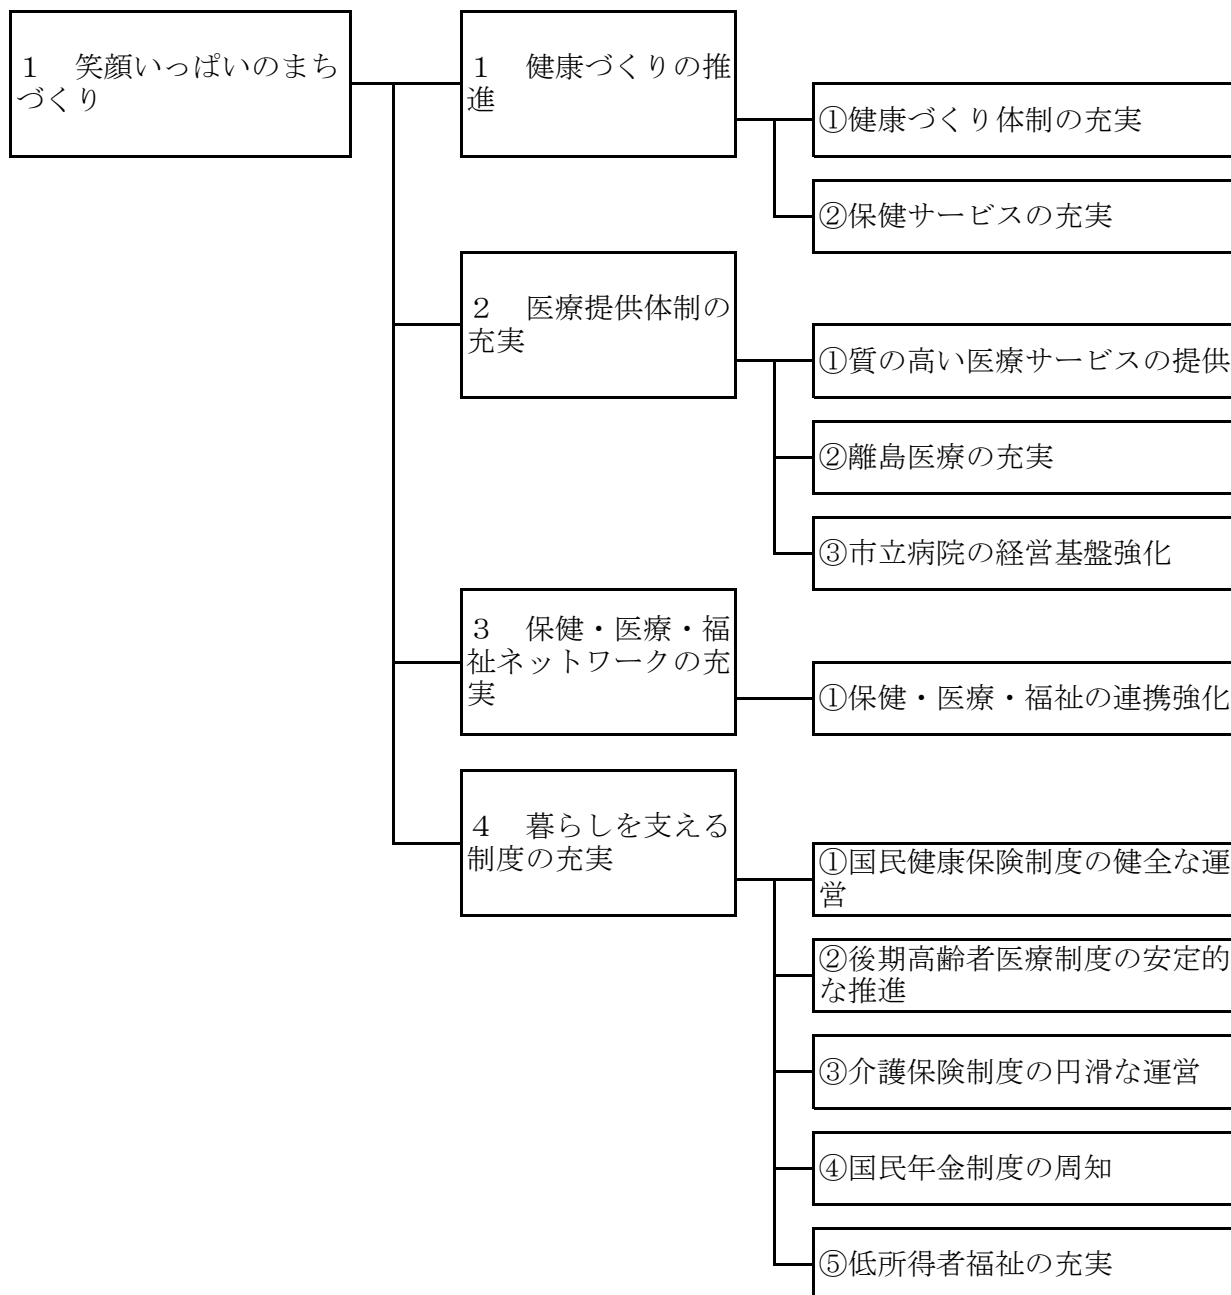 １　笑顔いっぱいのまち
づくり
１　健康づくりの推
進
①健康づくり体制の充実
②保健サービスの充実
２　医療提供体制の
充実
①質の高い医療サービスの提供
②離島医療の充実
③市立病院の経営基盤強化
３　保健・医療・福
祉ネットワークの充
実
①保健・医療・福祉の連携強化
４　暮らしを支える
制度の充実
①国民健康保険制度の健全な運
営
②後期高齢者医療制度の安定的
な推進
③介護保険制度の円滑な運営
④国民年金制度の周知
⑤低所得者福祉の充実